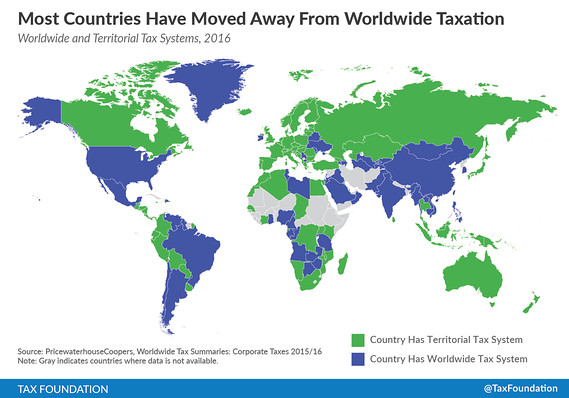 Most Countries Have Moved Away From Worldwide Taxation
Worldwide and Territorial Tax Systems, 2016
Country Has Territorial Tax System
Country Has Worldwide Tax System
Source: PricewaterhouseCoopers, Worldwide Tax Summaries: Corporate Taxes 2015/16
Note: Gray indicates countries where data is not available.
TAX FOUNDATION
@TaxFoundation